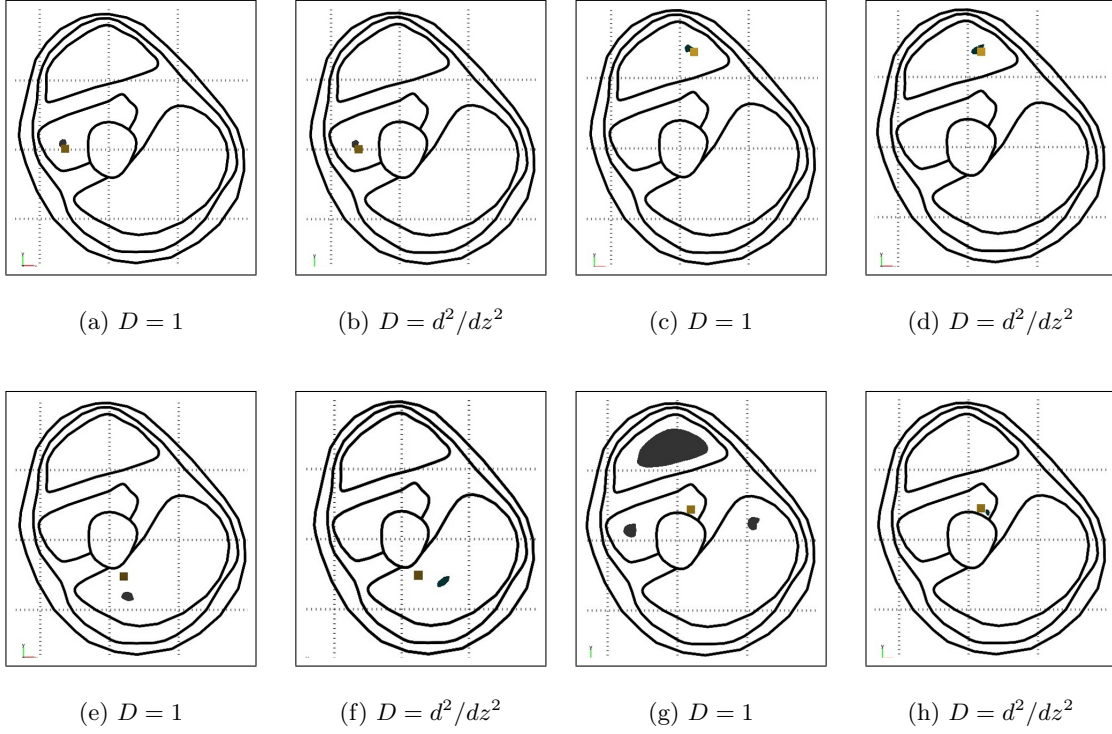 (a) D = 1
(b) D = d²/dz²
(c) D = 1
(d) D = d²/dz²
(e) D = 1
(f) D = d²/dz²
(g) D = 1
(h) D = d²/dz²